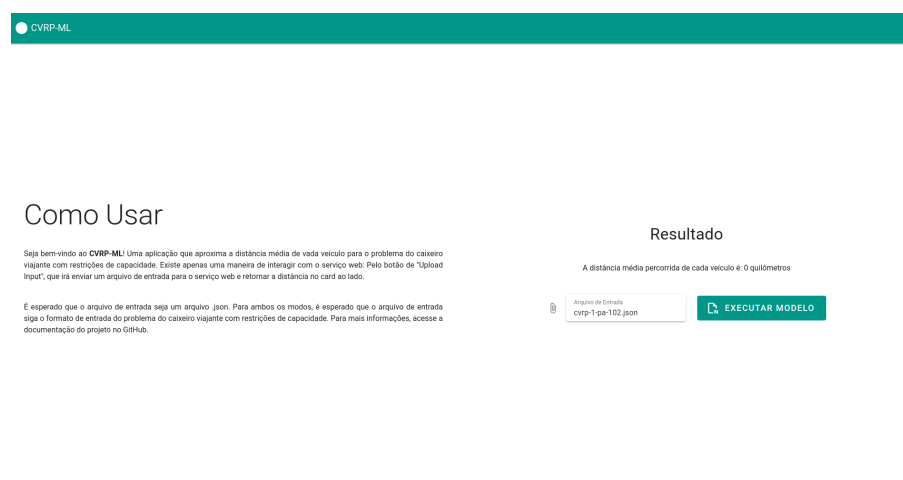 CVRP-ML
Como Usar
Seja bem-vindo ao CVRP-ML! Uma aplicação que aproxima a distância média de vada veículo para o problema do caixeiro
viajante com restrições de capacidade. Existe apenas uma maneira de interagir com o serviço web: Pelo botão de "Upload
Input", que irá enviar um arquivo de entrada para o serviço web e retornar a distância no card ao lado.
É esperado que o arquivo de entrada seja um arquivo .json. Para ambos os modos, é esperado que o arquivo de entrada
siga o formato de entrada do problema do caixeiro viajante com restrições de capacidade. Para mais informações, acesse a
documentação do projeto no GitHub.
Resultado
A distância média percorrida de cada veículo é: 0 quilômetros
Arquivo de Entrada
cvrp-1-pa-102.json
EXECUTAR MODELO